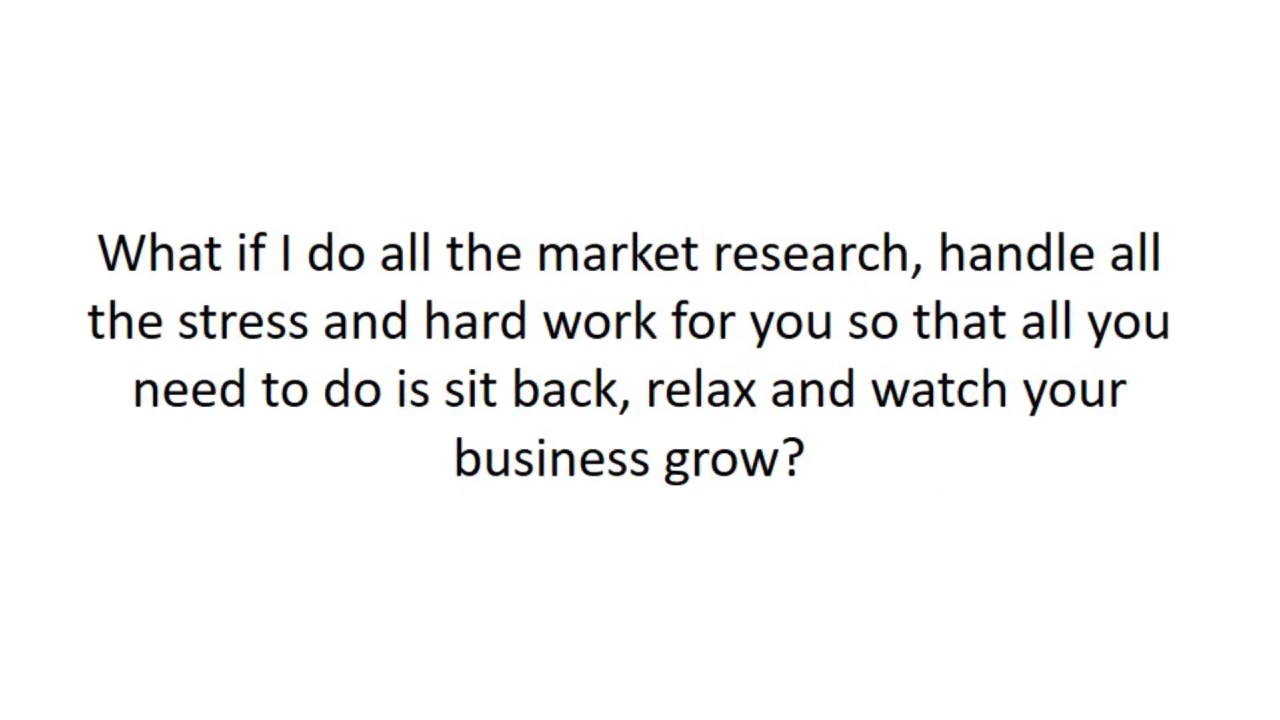 What if I do all the market research, handle all
the stress and hard work for you so that all you
need to do is sit back, relax and watch your
business grow?